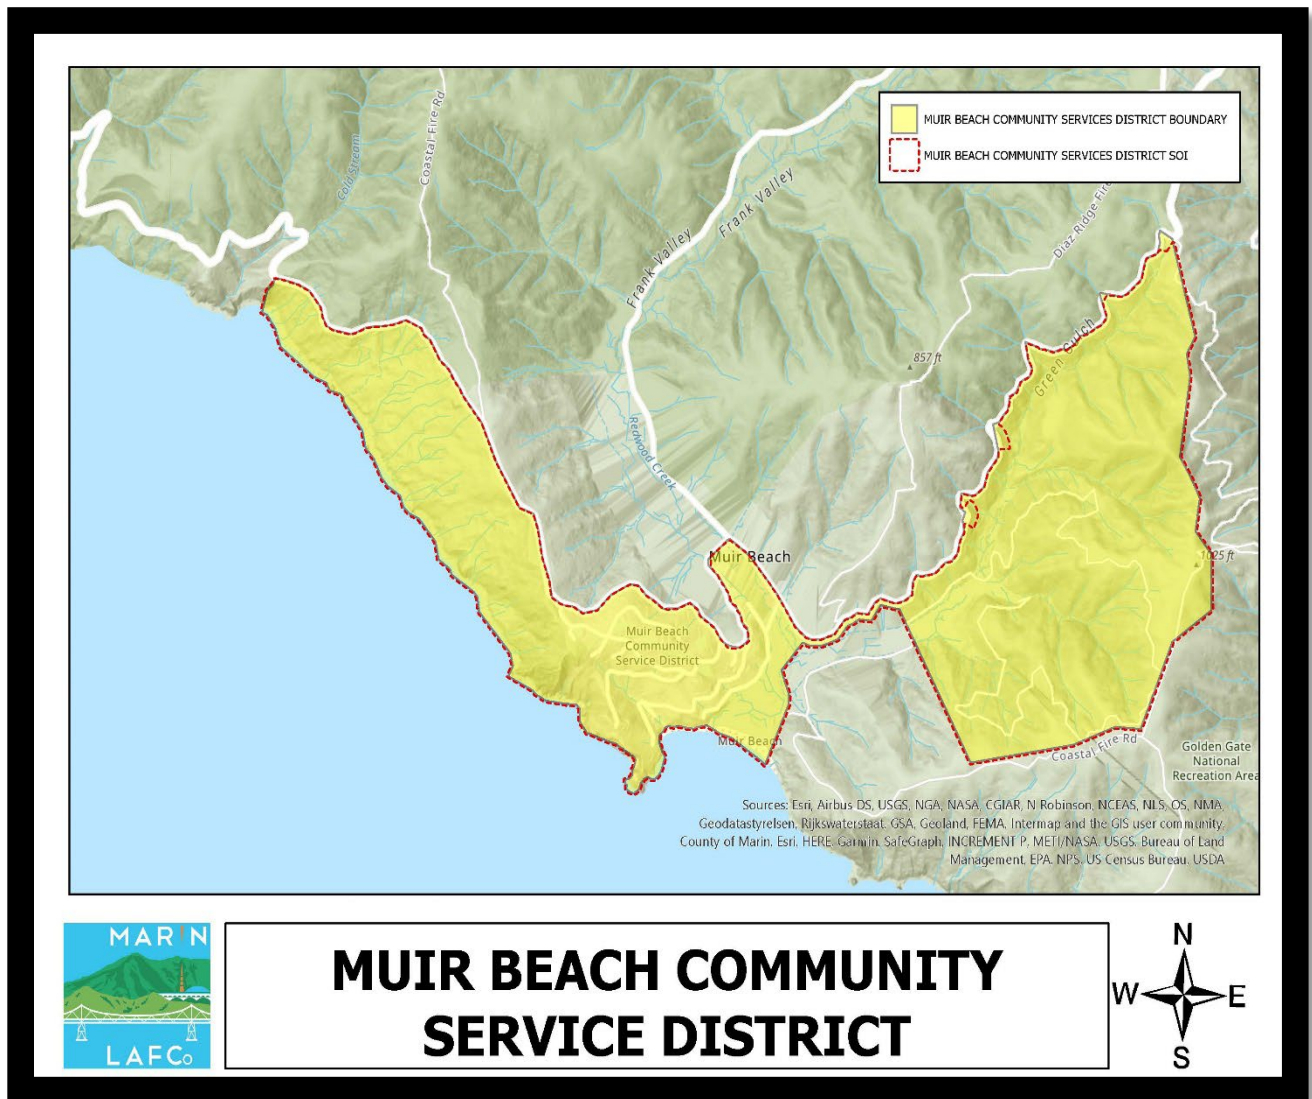 MUIR BEACH COMMUNITY SERVICES DISTRICT BOUNDARY
MUIR BEACH COMMUNITY SERVICES DISTRICT SOI
Coastal Fire Rd
Cold Stream
Frank Valley
Frank Valley
Diaz Ridge Fire
857 ft
Green Gulch
Redwood Creek
Muir Beach
1025 ft
Muir Beach
Community
Service District
Muir Beach
Coastal Fire Rd
Golden Gate
National
Recreation Area
Sources: Esri, Airbus DS, USGS, NGA, NASA, CGIAR, N Robinson, NCEAS, NLS, OS, NMA,
Geodatastyrelsen, Rijkswaterstaat, GSA, Geoland, FEMA, Intermap and the GIS user community,
County of Marin, Esri, HERE, Garmin, SafeGraph, INCREMENT P, METI/NASA, USGS, Bureau of Land
Management, EPA, NPS, US Census Bureau, USDA
MARIN
LAFCo
MUIR BEACH COMMUNITY
SERVICE DISTRICT
N
W E
S